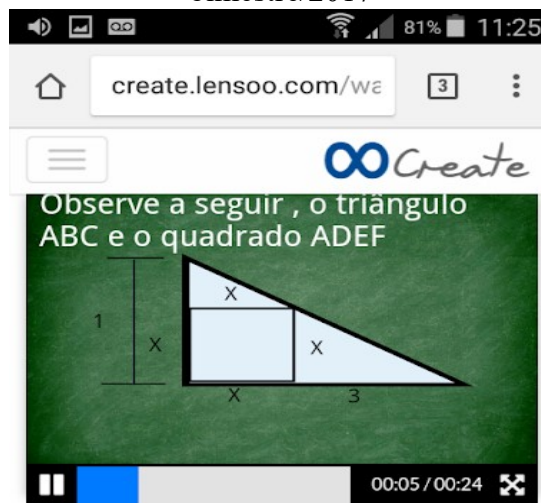 81% 11:25
create.lensoo.com/wa 3
Create
Observe a seguir , o triângulo
ABC e o quadrado ADEF
X
1
X
X
X 3
00:05 / 00:24